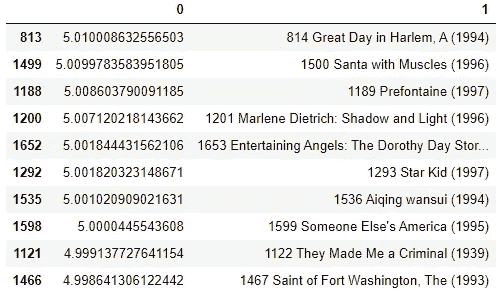 0 1
813 5.010008632556503 814 Great Day in Harlem, A (1994)
1499 5.0099783583951805 1500 Santa with Muscles (1996)
1188 5.008603790091185 1189 Prefontaine (1997)
1200 5.007120218143662 1201 Marlene Dietrich: Shadow and Light (1996)
1652 5.001844431562106 1653 Entertaining Angels: The Dorothy Day Stor...
1292 5.001820323148671 1293 Star Kid (1997)
1535 5.001020909021631 1536 Aiqing wansui (1994)
1598 5.0000445543608 1599 Someone Else's America (1995)
1121 4.999137727641154 1122 They Made Me a Criminal (1939)
1466 4.998641306122442 1467 Saint of Fort Washington, The (1993)